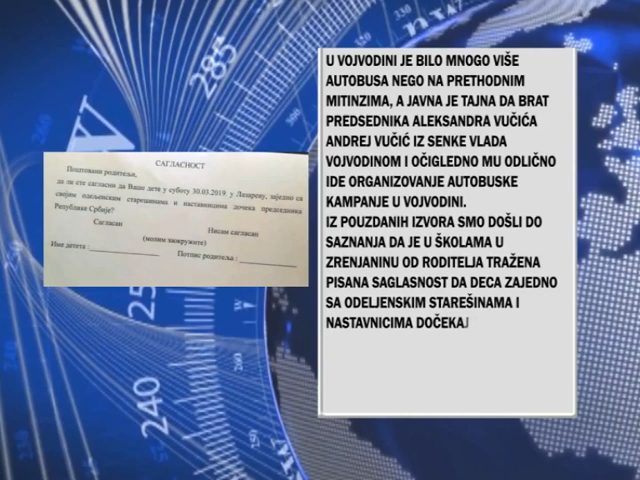 САГЛАСНОСТ
Поштовани родитељи,
да ли сте сагласни да Ваше дете у суботу 30.03.2019. у Лазареву, заједно са
својим одељенским старешинама и наставницима дочека председника
Републике Србије?
Сагласан
Нисам сагласан
(молим заокружите)
Име детета :
Потпис родитеља :
U VOJVODINI JE BILO MNOGO VIŠE
AUTOBUSA NEGO NA PRETHODNIM
MITINZIMA, A JAVNA JE TAJNA DA BRAT
PREDSEDNIKA ALEKSANDRA VUČIĆA
ANDREJ VUČIĆ IZ SENKE VLADA
VOJVODINOM I OČIGLEDNO MU ODLIČNO
IDE ORGANIZOVANJE AUTOBUSKE
KAMPANJE U VOJVODINI.
IZ POUZDANIH IZVORA SMO DOŠLI DO
SAZNANJA DA JE U ŠKOLAMA U
ZRENJANINU OD RODITELJA TRAŽENA
PISANA SAGLASNOST DA DECA ZAJEDNO
SA ODELJENSKIM STAREŠINAMA I
NASTAVNICIMA DOČEKAJ
285
330
320
240